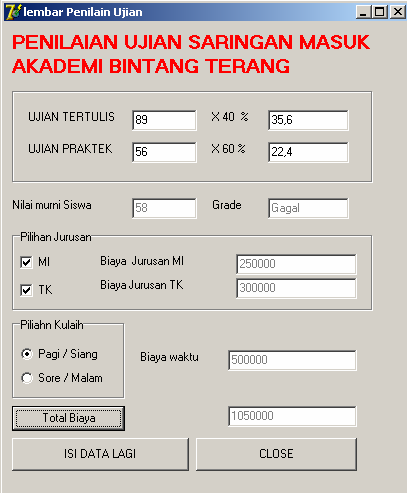 lembar Penilain Ujian
PENILAIAN UJIAN SARINGAN MASUK
AKADEMI BINTANG TERANG
UJIAN TERTULIS 89 X 40 % 35,6
UJIAN PRAKTEK 56 X 60 % 22,4
Nilai murni Siswa 58 Grade Gagal
Pilihan Jurusan
MI Biaya Jurusan MI 250000
TK Biaya Jurusan TK 300000
Piliahn Kulaih
Pagi / Siang Biaya waktu 500000
Sore / Malam
Total Biaya 1050000
ISI DATA LAGI CLOSE